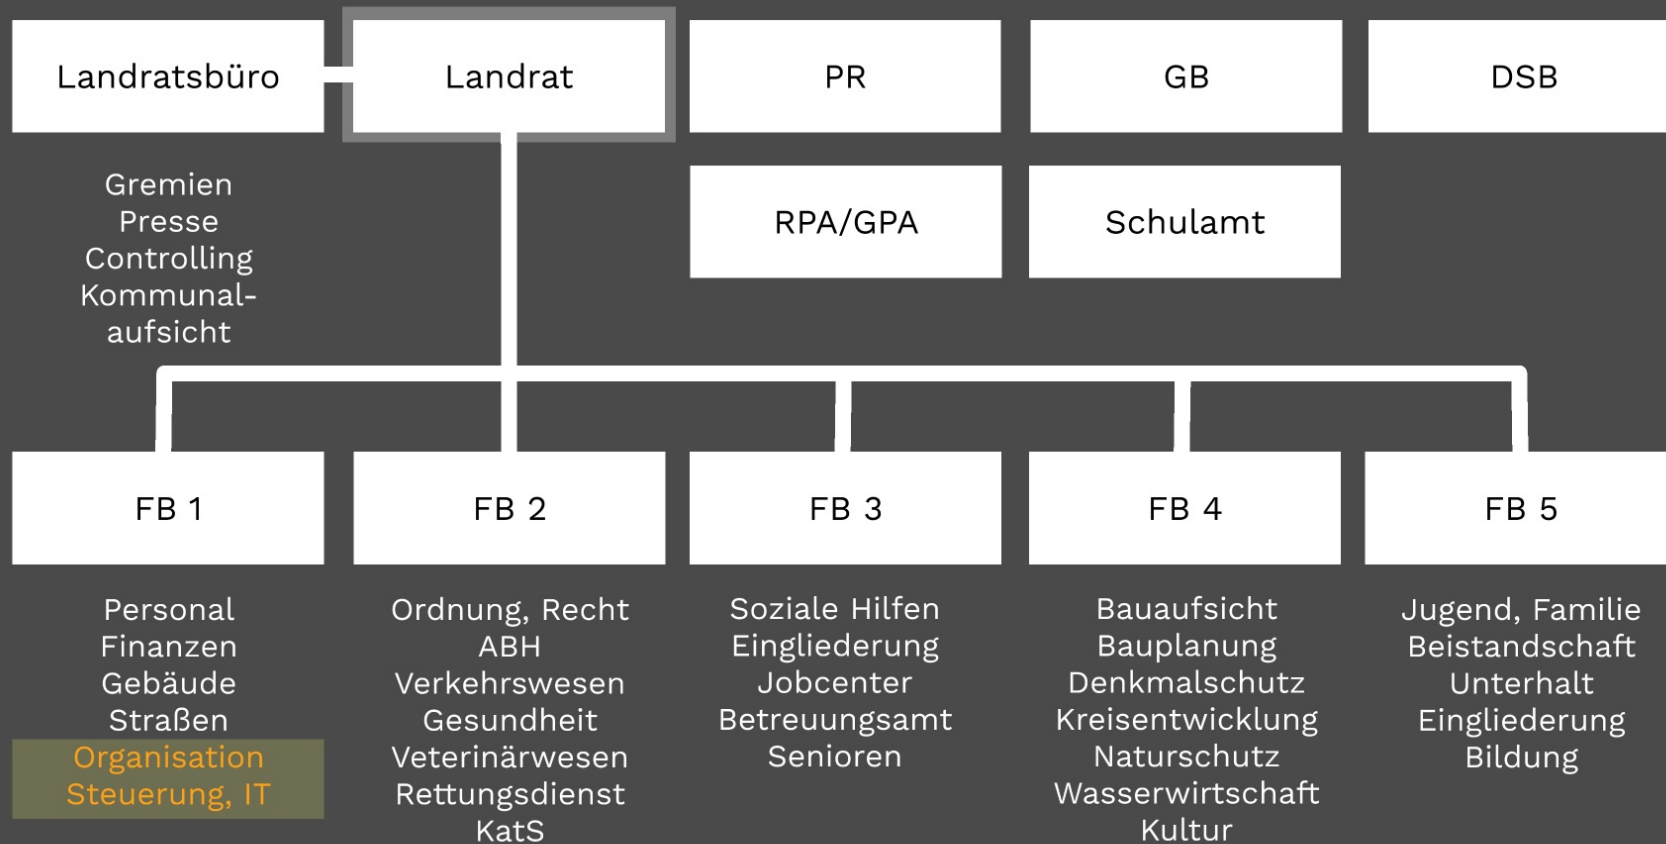 Landratsbüro
Landrat
PR
GB
DSB
Gremien
Presse
Controlling
Kommunal-
aufsicht
RPA/GPA
Schulamt
FB 1
FB 2
FB 3
FB 4
FB 5
Personal
Finanzen
Gebäude
Straßen
Organisation
Steuerung, IT
Ordnung, Recht
ABH
Verkehrswesen
Gesundheit
Veterinärwesen
Rettungsdienst
KatS
Soziale Hilfen
Eingliederung
Jobcenter
Betreuungsamt
Senioren
Bauaufsicht
Bauplanung
Denkmalschutz
Kreisentwicklung
Naturschutz
Wasserwirtschaft
Kultur
Jugend, Familie
Beistandschaft
Unterhalt
Eingliederung
Bildung